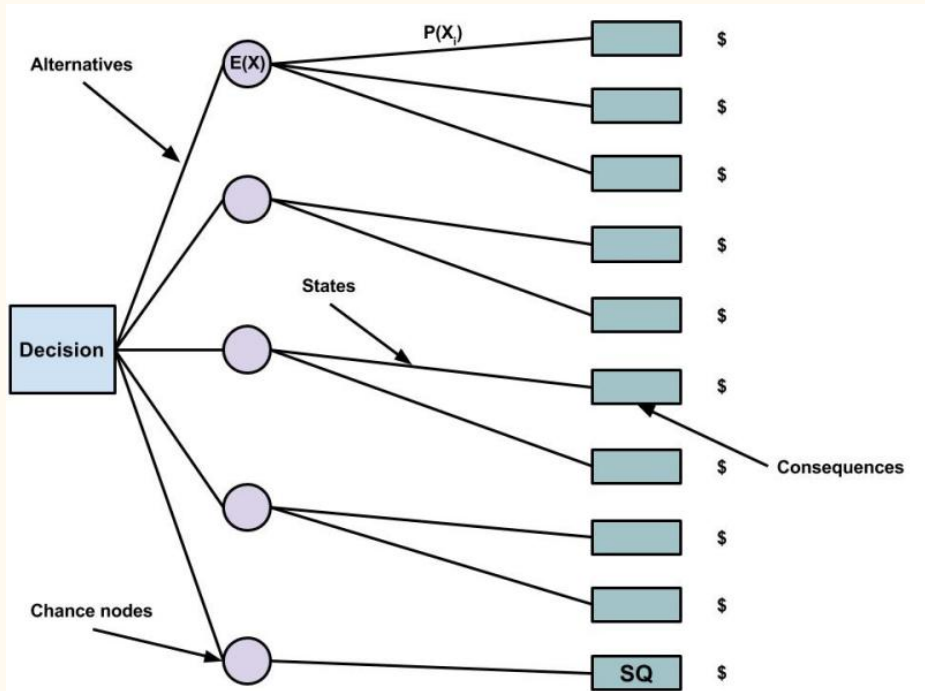 P(Xᵢ)
$
Alternatives
E(X)
$
$
$
States
$
Decision
$
Consequences
$
$
Chance nodes
$
SQ
$